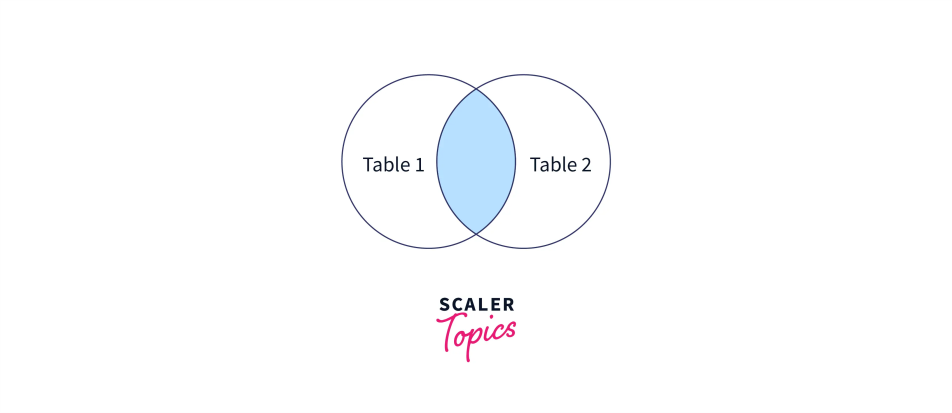 Table 1
Table 2
SCALER
Topics